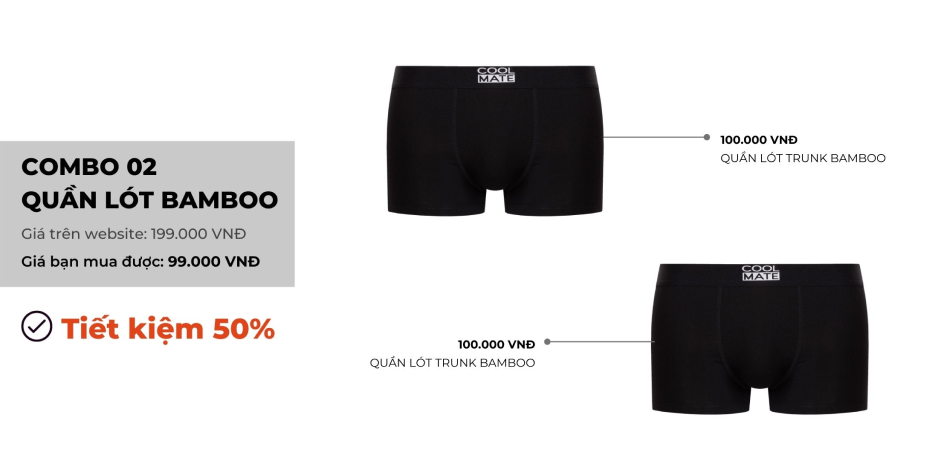 COMBO 02
QUẦN LÓT BAMBOO
Giá trên website: 199.000 VNĐ
Giá bạn mua được: 99.000 VNĐ
Tiết kiệm 50%
COOL
MATE
100.000 VNĐ
QUẦN LÓT TRUNK BAMBOO
COOL
MATE
100.000 VNĐ
QUẦN LÓT TRUNK BAMBOO